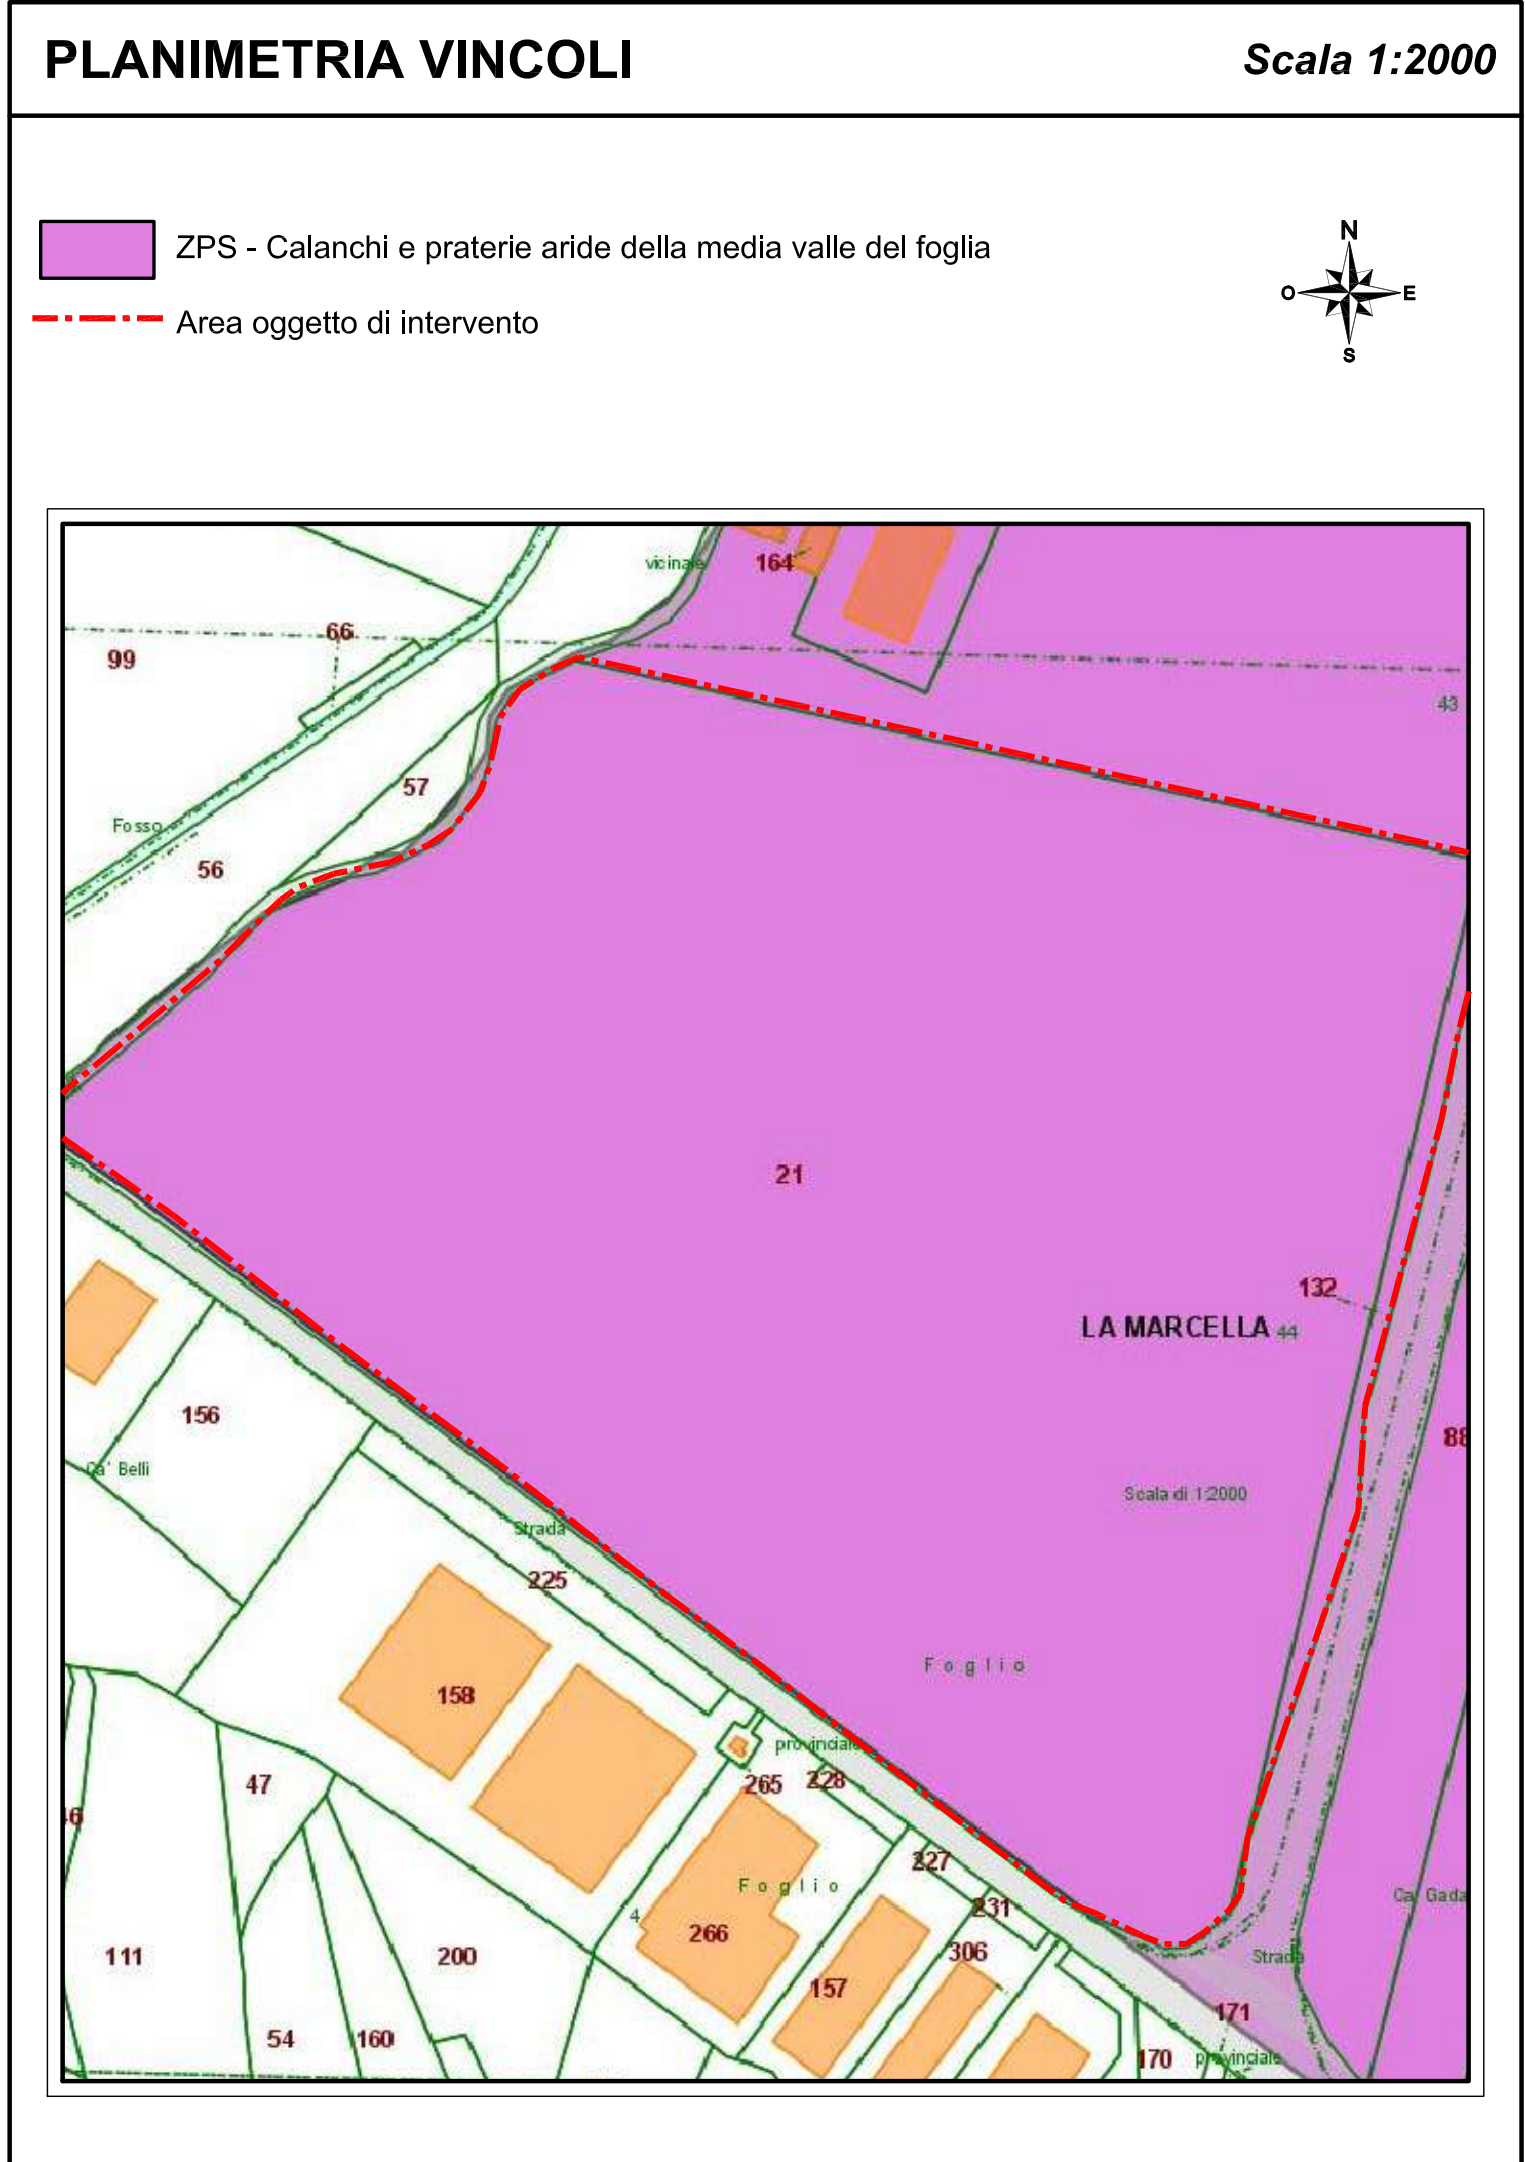 PLANIMETRIA VINCOLI
Scala 1:2000
ZPS - Calanchi e praterie aride della media valle del foglia
Area oggetto di intervento
N
O
E
S
vicinale
164
66
99
43
57
Fosso
56
21
132
LA MARCELLA 44
156
88
Ca' Belli
Scala di 1:2000
Strada
225
Foglio
158
provinciale
47
265
228
46
227
Foglio
Ca' Gada
4
231
266
111
200
306
Strada
157
171
54
160
170
provinciale